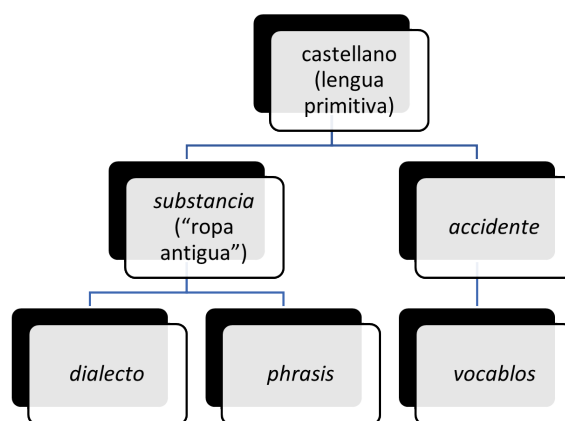 castellano
(lengua
primitiva)
substancia
(“ropa
antigua”)
accidente
dialecto
phrasis
vocablos